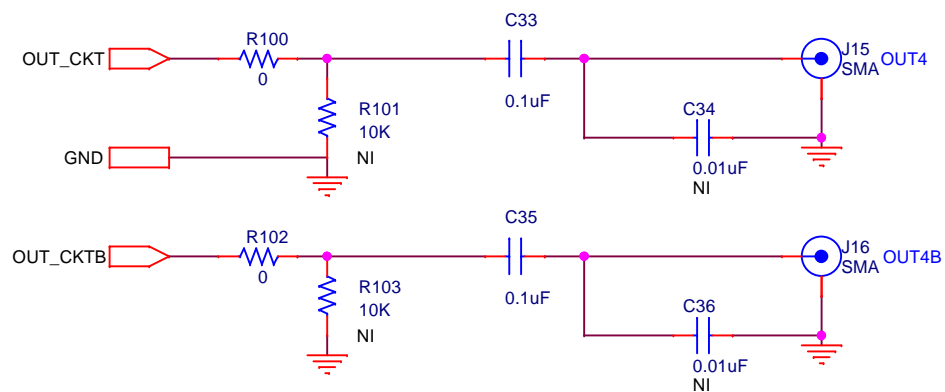 C33
R100
J15
OUT_CKT
OUT4
0
SMA
0.1uF
C34
R101
10K
GND
NI
0.01uF
NI
C35
R102
J16
OUT_CKTB
OUT4B
0
SMA
R103
0.1uF
C36
10K
NI
0.01uF
NI